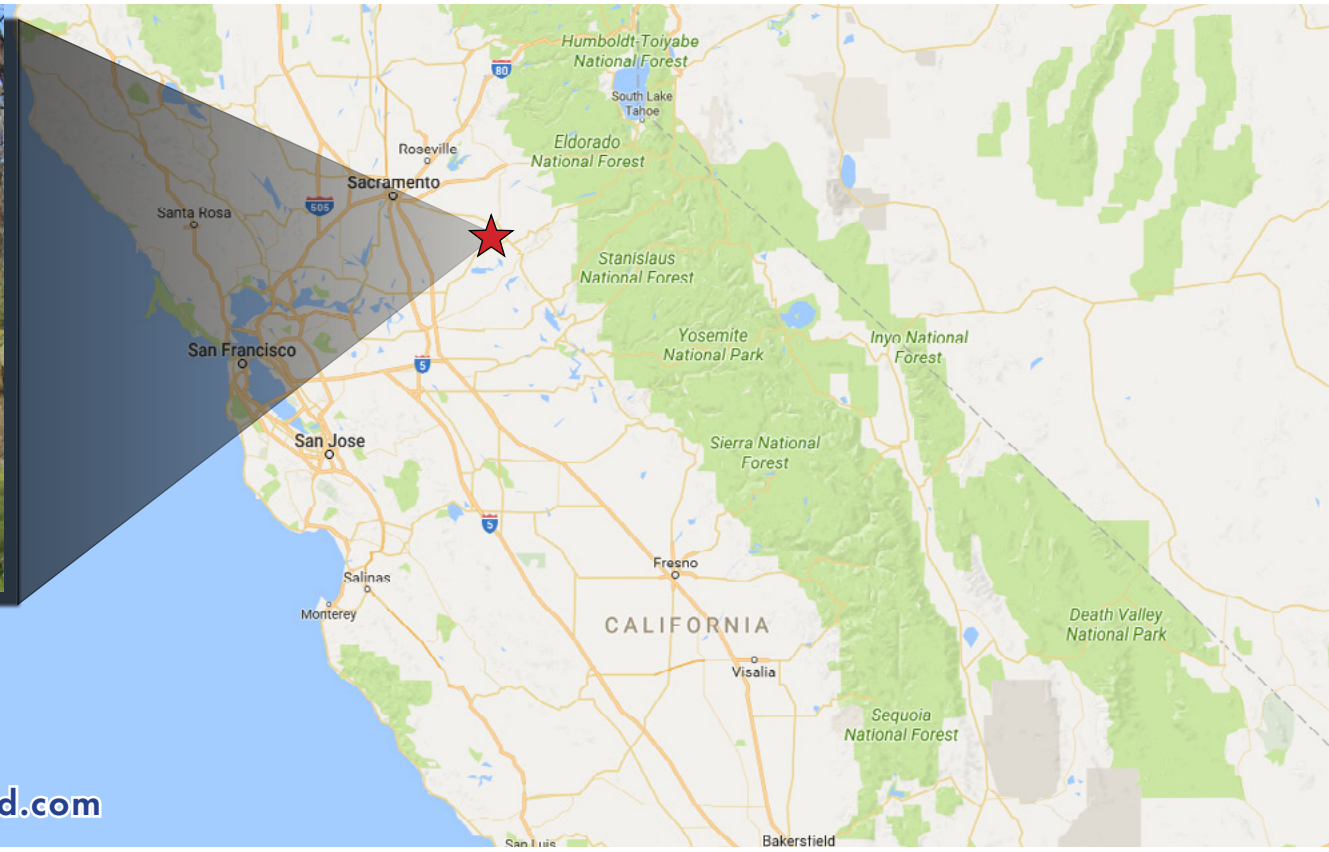 Humboldt-Toiyabe
National Forest
80
South Lake
Tahoe
Eldorado
National Forest
Roseville
Sacramento
505
Santa Rosa
Stanislaus
National Forest
San Francisco
5
Yosemite
National Park
Inyo National
Forest
San Jose
Sierra National
Forest
5
Fresno
Salinas
Monterey
CALIFORNIA
Death Valley
National Park
Visalia
Sequoia
National Forest
d.com
San Luis
Bakersfield